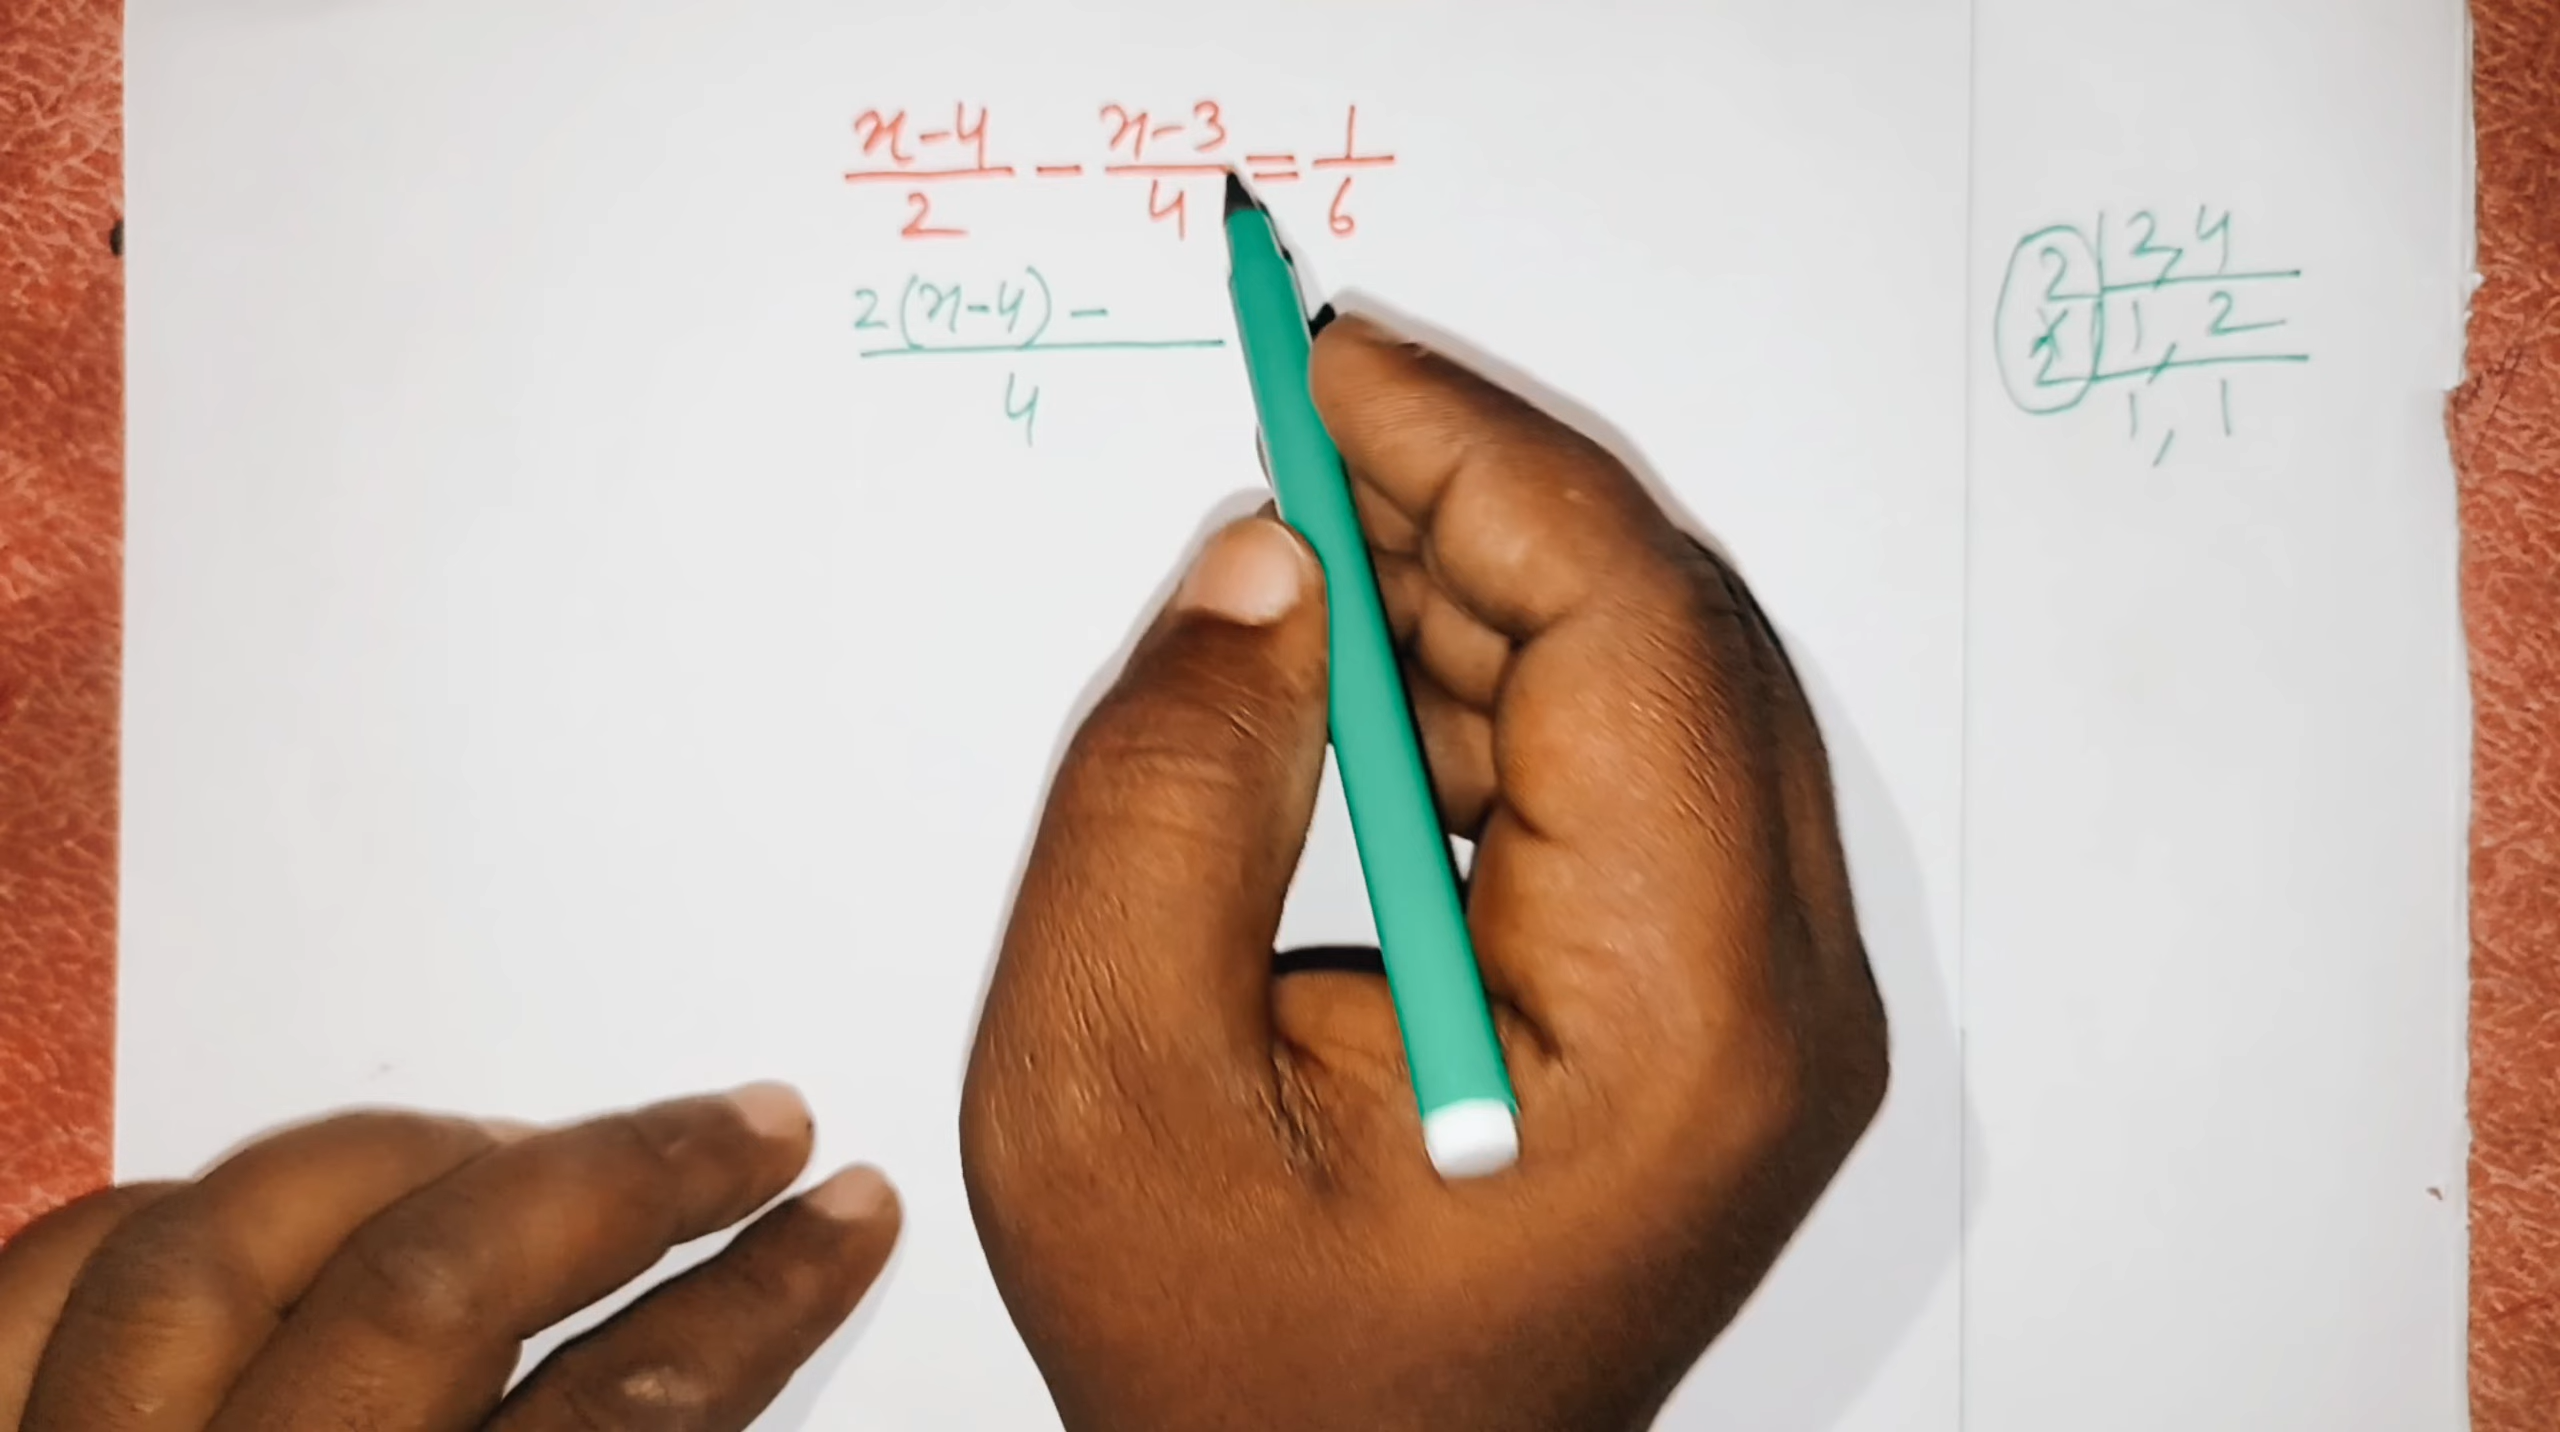 x-4/2 - x-3/4 = 1/6
2(x-4) - /4
2 | 2, 4
x 2 | 1, 2
1, 1